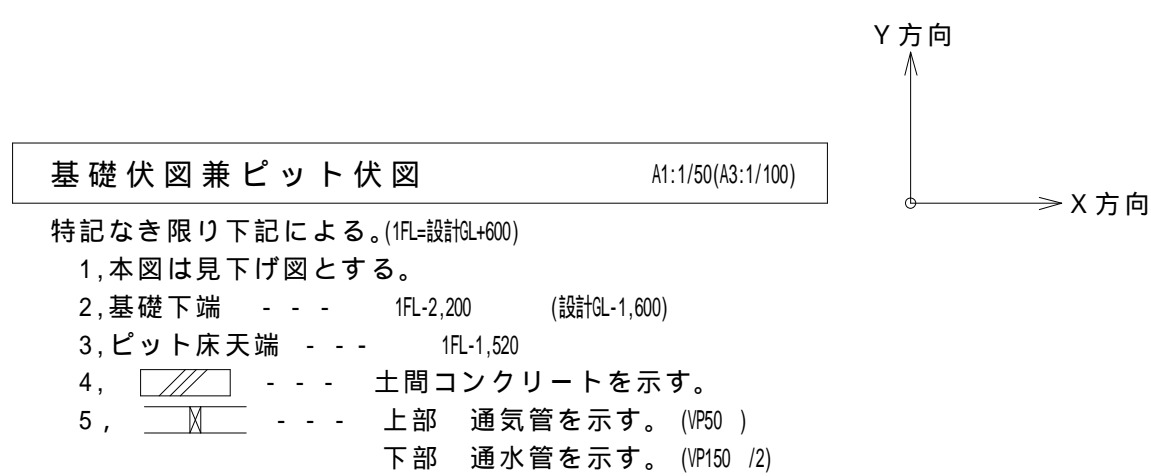 Y方向
基礎伏図兼ピット伏図 A1:1/50(A3:1/100)
X方向
特記なき限り下記による。(1FL=設計GL+600)
1,本図は見下げ図とする。
2,基礎下端 - - - 1FL-2,200 (設計GL-1,600)
3,ピット床天端 - - - 1FL-1,520
4, - - - 土間コンクリートを示す。
5, - - - 上部 通気管を示す。(VP50 )
下部 通水管を示す。(VP150 /2)